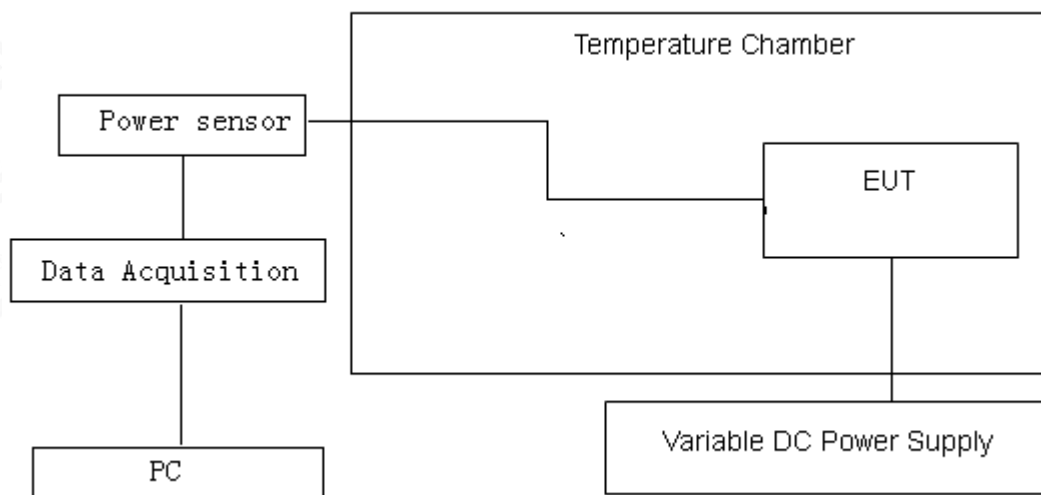 Temperature Chamber
Power sensor
EUT
Data Acquisition
Variable DC Power Supply
PC